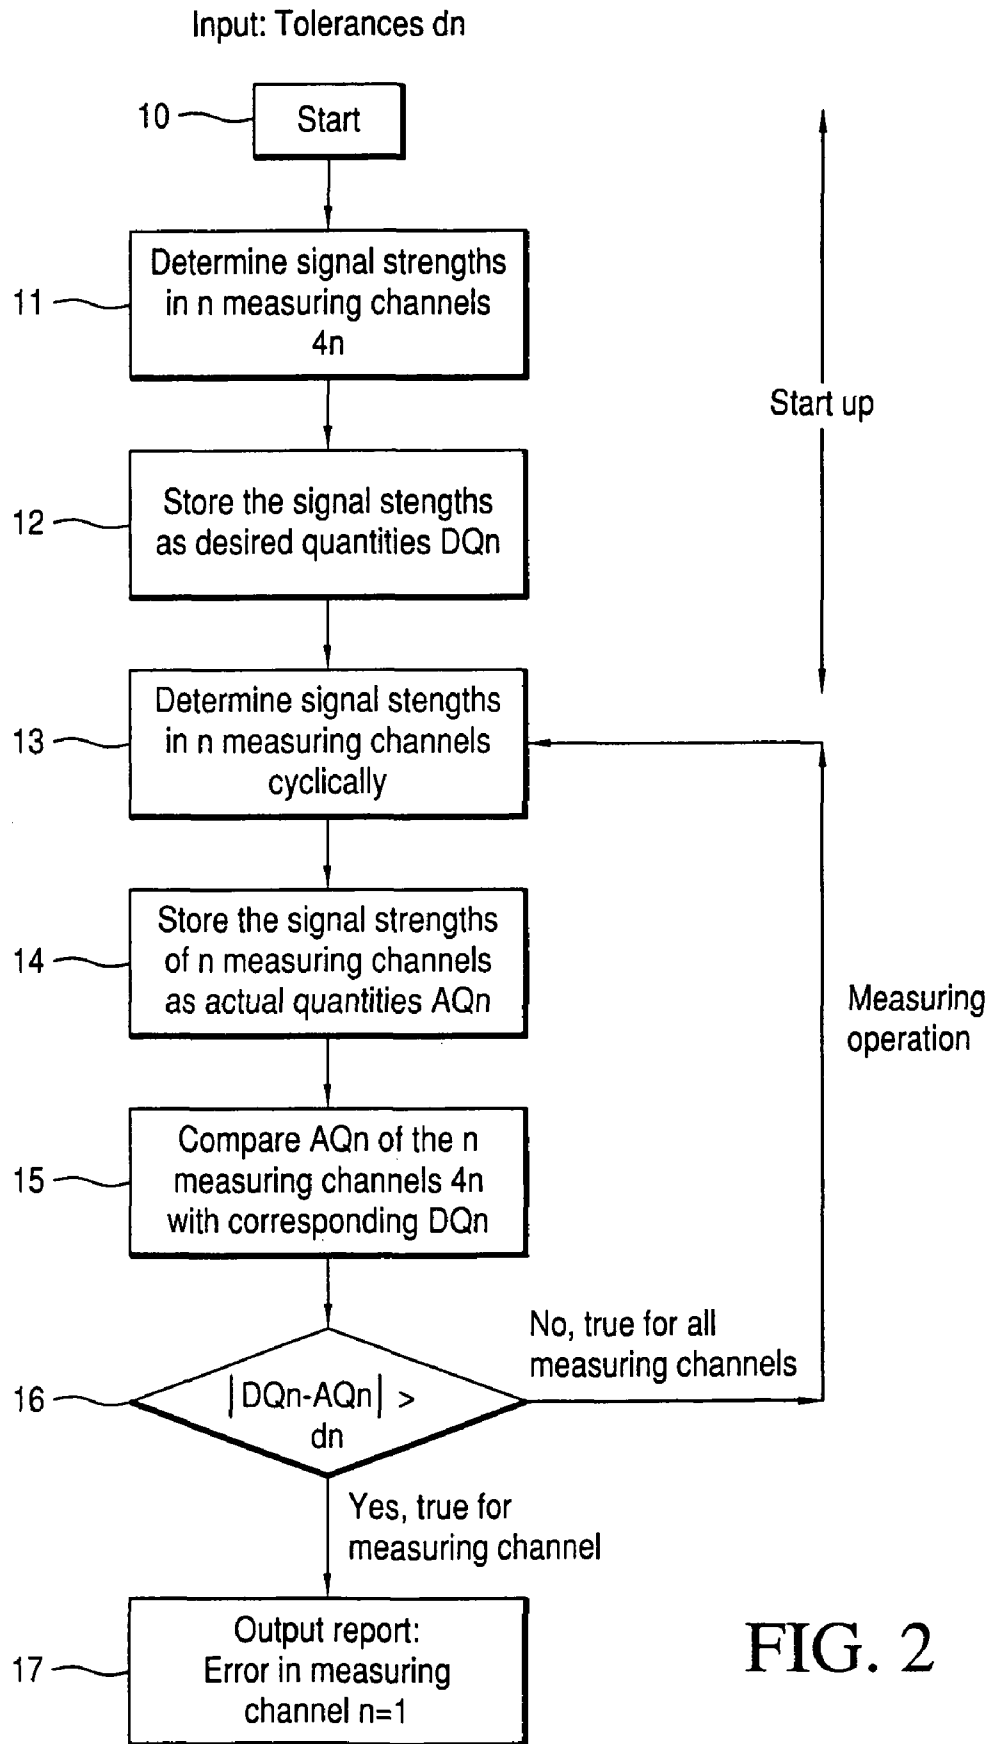 Input: Tolerances dn
10
Start
11
Determine signal strengths
in n measuring channels
4n
Start up
12
Store the signal stengths
as desired quantities DQn
13
Determine signal stengths
in n measuring channels
cyclically
14
Store the signal strengths
of n measuring channels
as actual quantities AQn
Measuring
operation
15
Compare AQn of the n
measuring channels 4n
with corresponding DQn
No, true for all
measuring channels
16
|DQn-AQn| >
dn
Yes, true for
measuring channel
17
Output report:
Error in measuring
channel n=1
FIG. 2